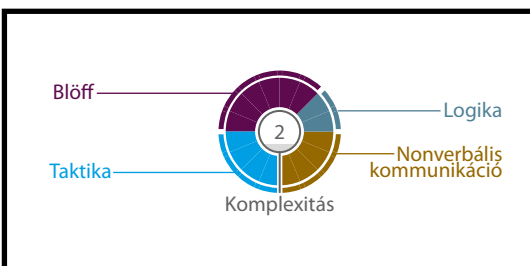 Blöff
Logika
2
Taktika
Nonverbális
kommunikáció
Komplexitás